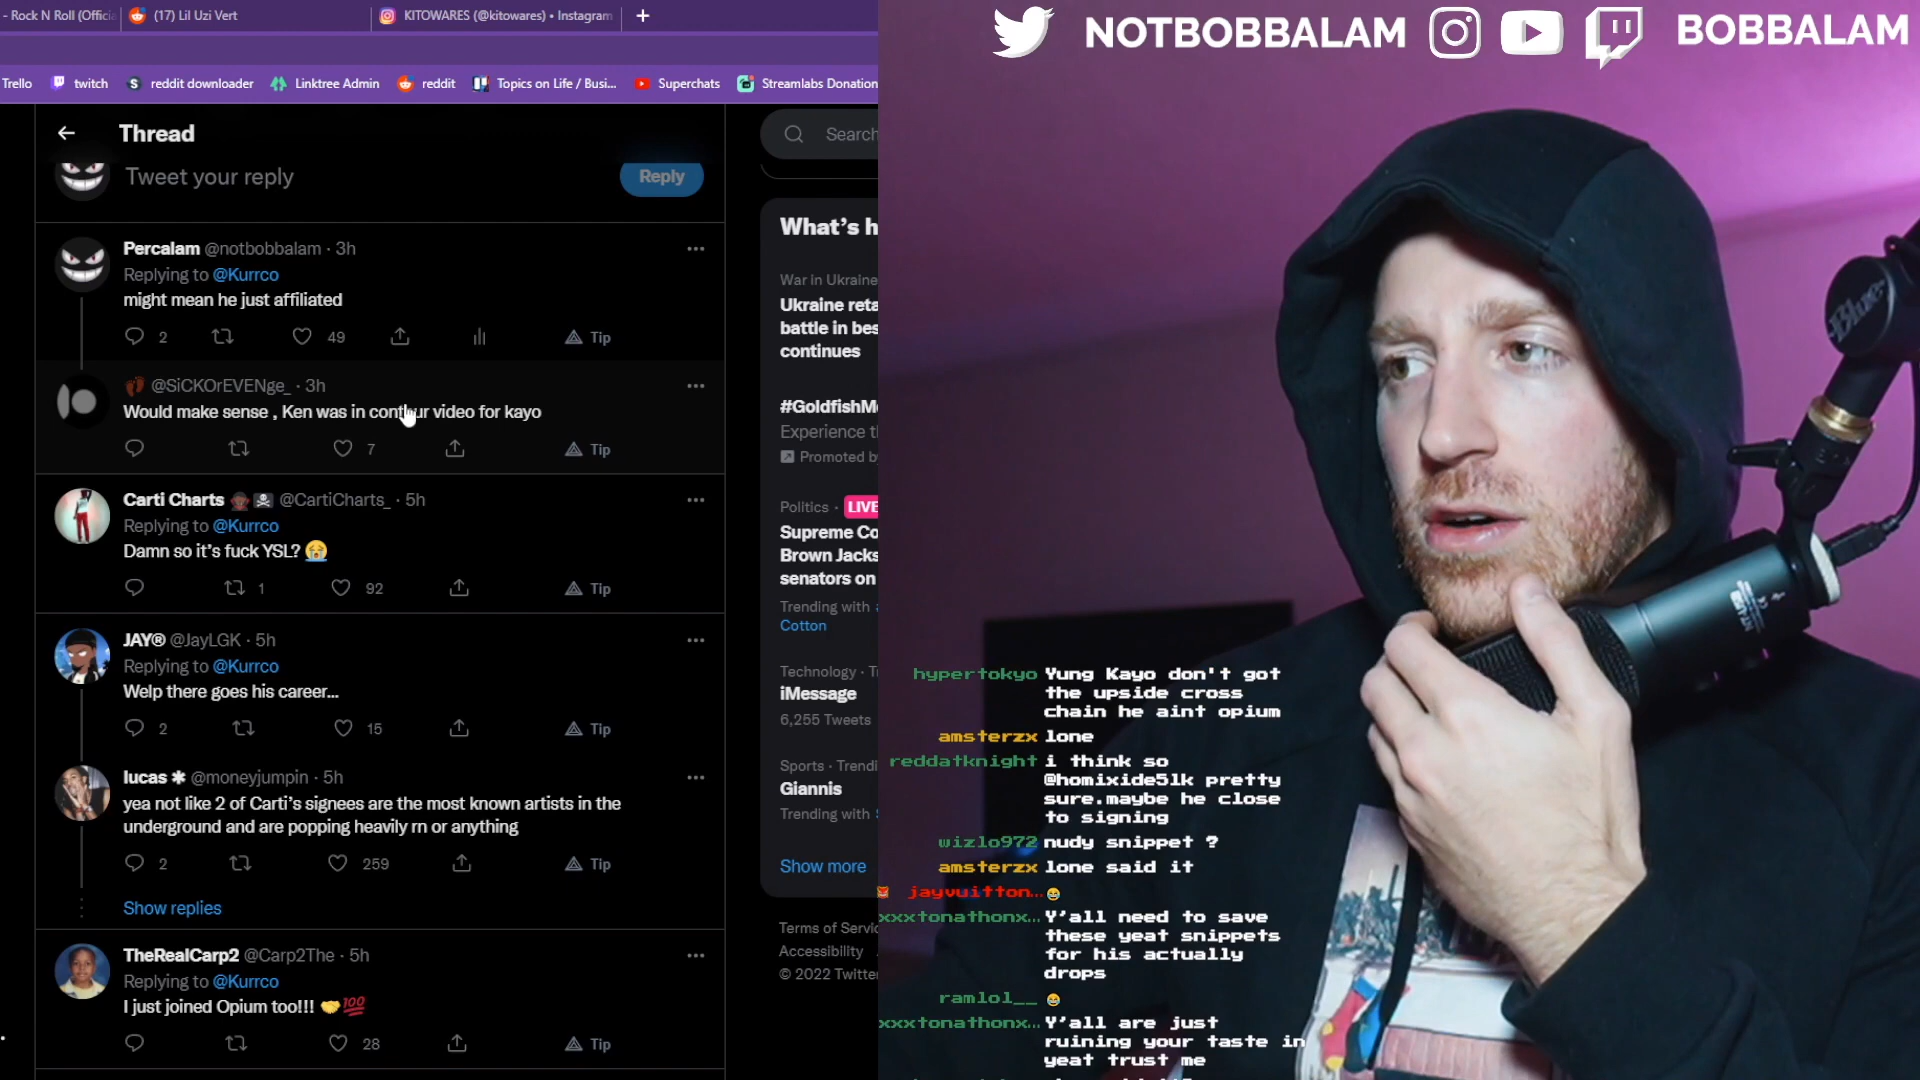 - Rock N Roll (Offici
(17) Lil Uzi Vert
KITOWARES (@kitowares) • Instagram
Trello
twitch
S
reddit downloader
Linktree Admin
reddit
Topics on Life / Busi...
Superchats
Streamlabs Donation
Thread
Tweet your reply
Reply
Percalam @notbobbalam · 3h
Replying to @Kurrco
might mean he just affiliated
2
49
Tip
@SiCKOrEVENge_ · 3h
Would make sense , Ken was in contour video for kayo
7
Tip
Carti Charts @CartiCharts_ · 5h
Replying to @Kurrco
Damn so it's fuck YSL? 😭
1
92
Tip
JAY® @JayLGK · 5h
Replying to @Kurrco
Welp there goes his career...
2
15
Tip
lucas ✱ @moneyjumpin · 5h
yea not like 2 of Carti's signees are the most known artists in the
underground and are popping heavily rn or anything
2
259
Tip
Show replies
TheRealCarp2 @Carp2The · 5h
Replying to @Kurrco
I just joined Opium too!!! 🤝💯
28
Tip
Search
What's h
War in Ukraine
Ukraine reta
battle in bes
continues
#GoldfishM
Experience t
Promoted b
Politics · LIVE
Supreme Co
Brown Jacks
senators on
Trending with
Cotton
Technology · T
iMessage
6,255 Tweets
Sports · Trendi
Giannis
Trending with
Show more
Terms of Servic
Accessibility
© 2022 Twitte
NOTBOBBALAM
BOBBALAM
Blue
hypertokyo Yung Kayo don't got
the upside cross
chain he aint opium
amsterzx lone
reddatknight i think so
@homixide5lk pretty
sure.maybe he close
to signing
wizlo972 nudy snippet ?
amsterzx lone said it
jayvuitton... 😂
xxxtonathonx... Y'all need to save
these yeat snippets
for his actually
drops
ramlol__ 😂
xxxtonathonx... Y'all are just
ruining your taste in
yeat trust me